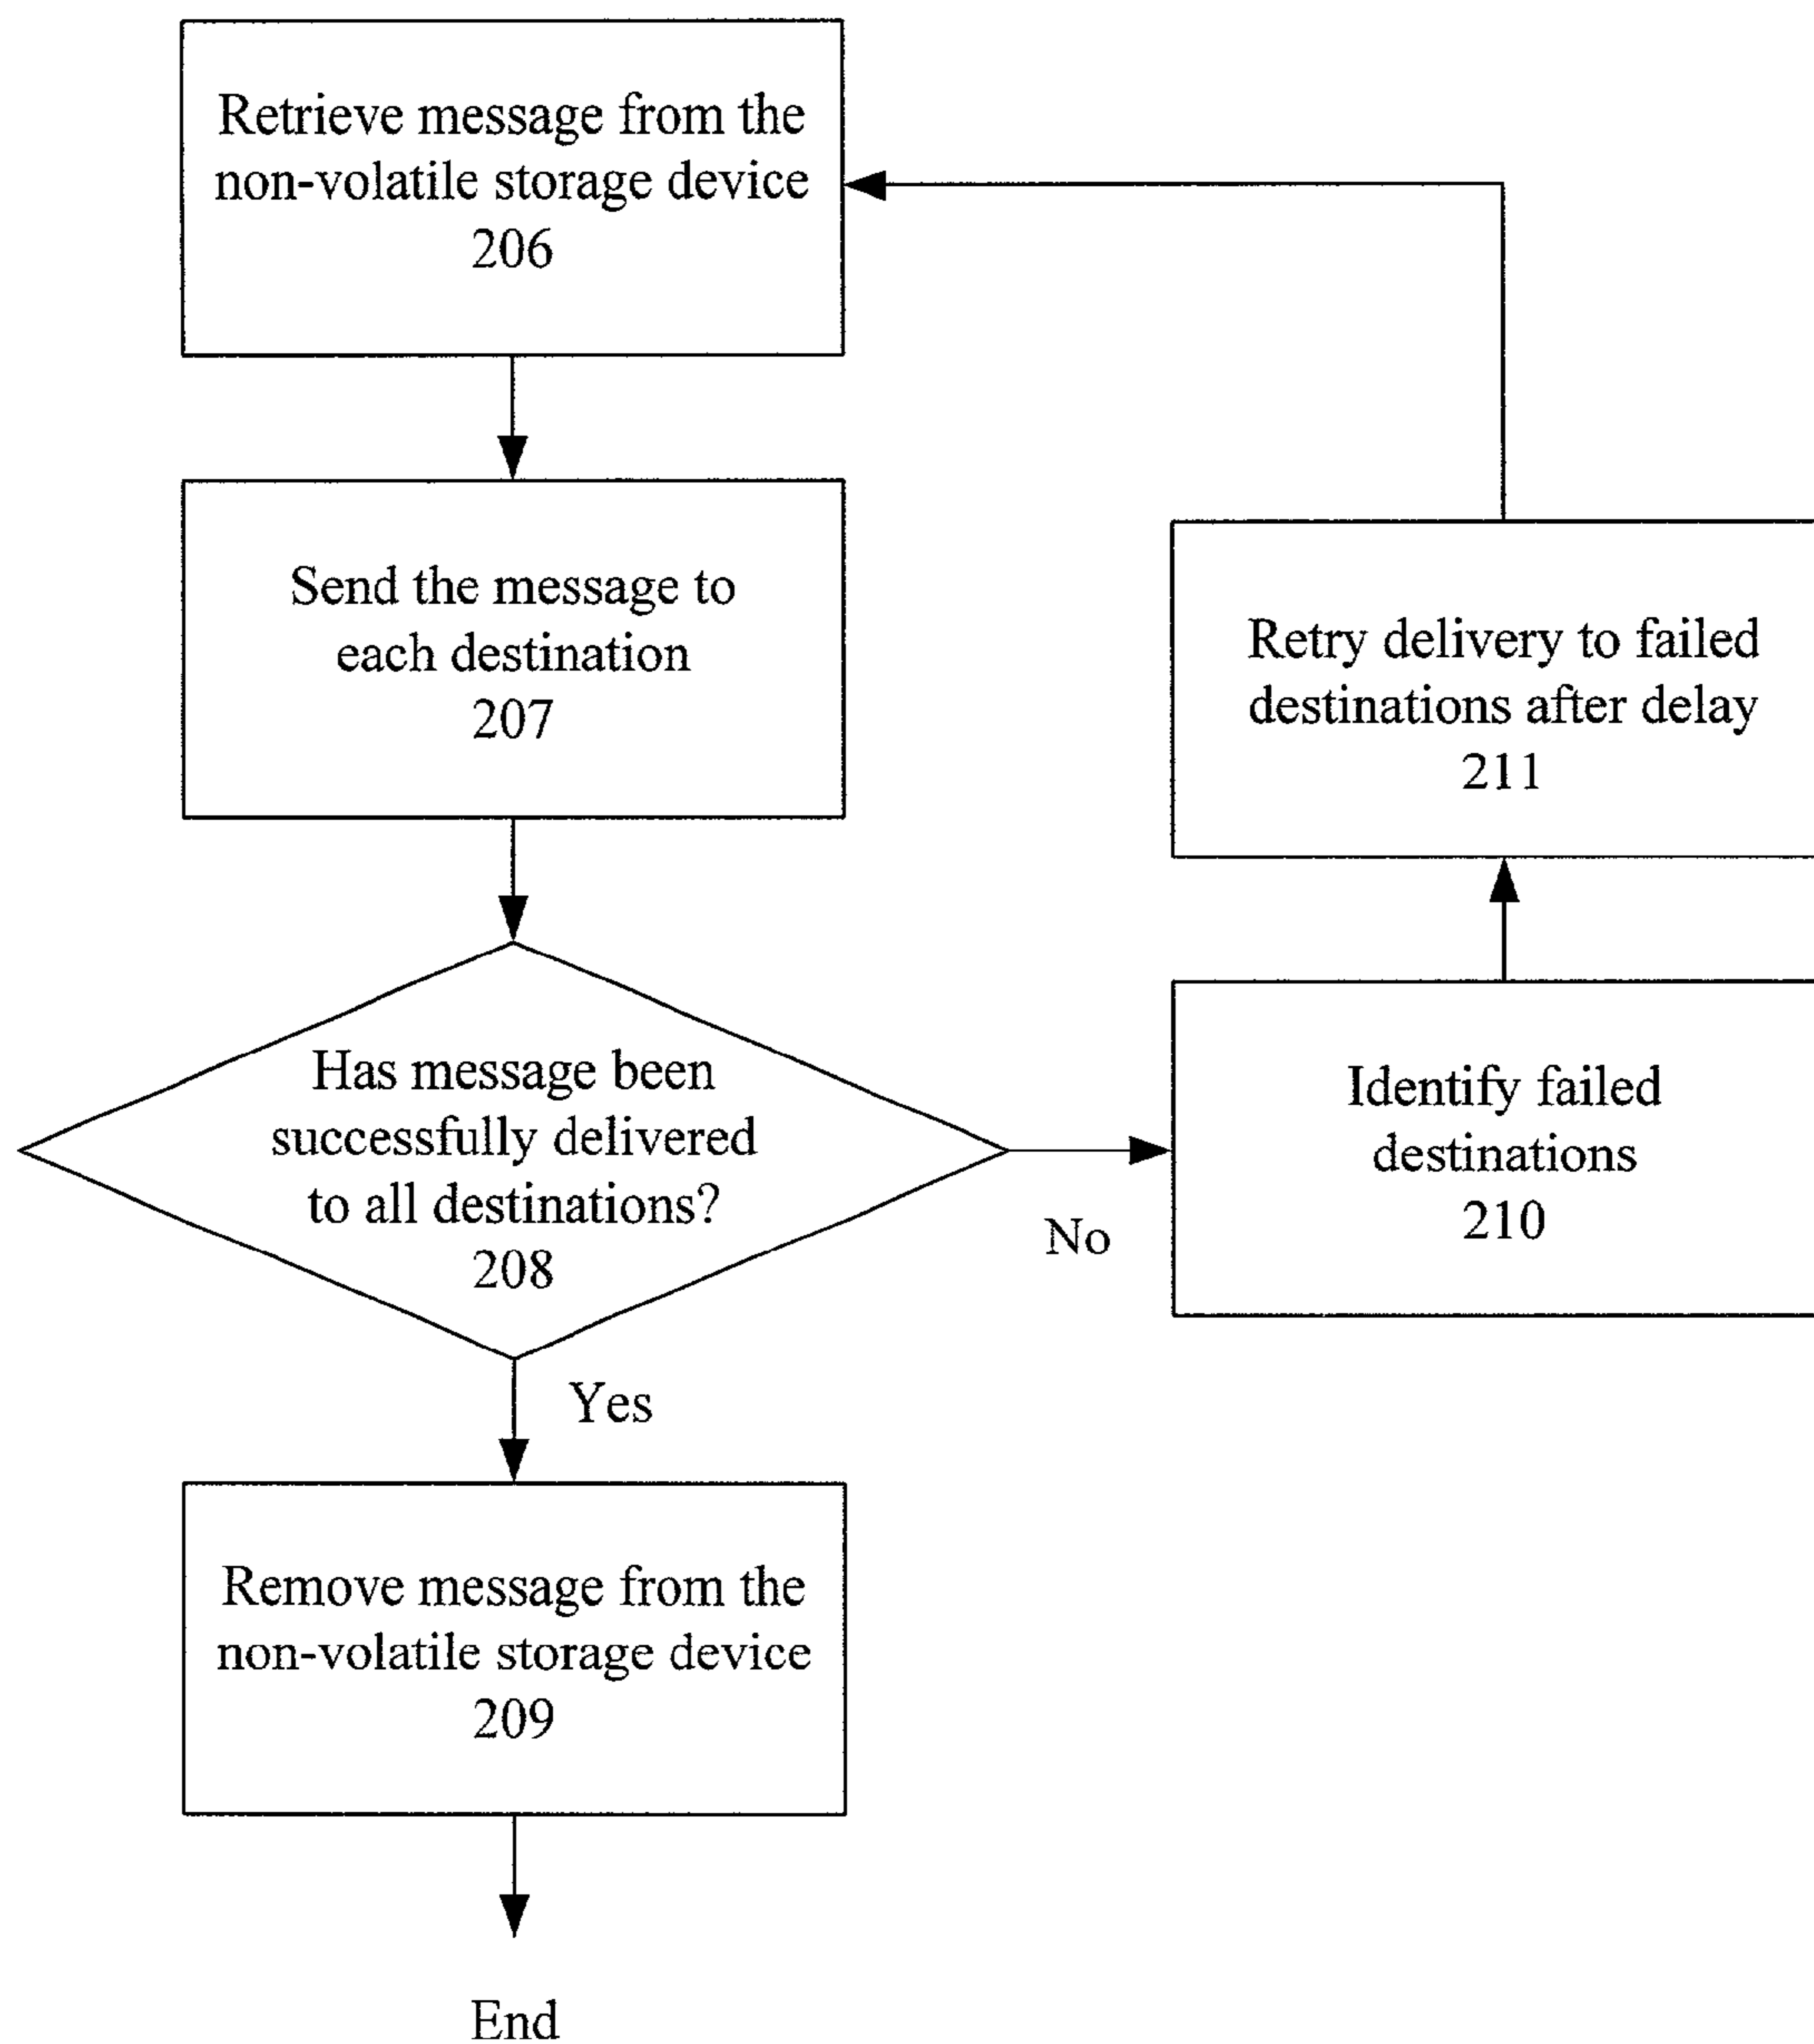 Retrieve message from the
non-volatile storage device
206
Send the message to
each destination
207
Retry delivery to failed
destinations after delay
211
Has message been
successfully delivered
to all destinations?
208
No
Identify failed
destinations
210
Yes
Remove message from the
non-volatile storage device
209
End